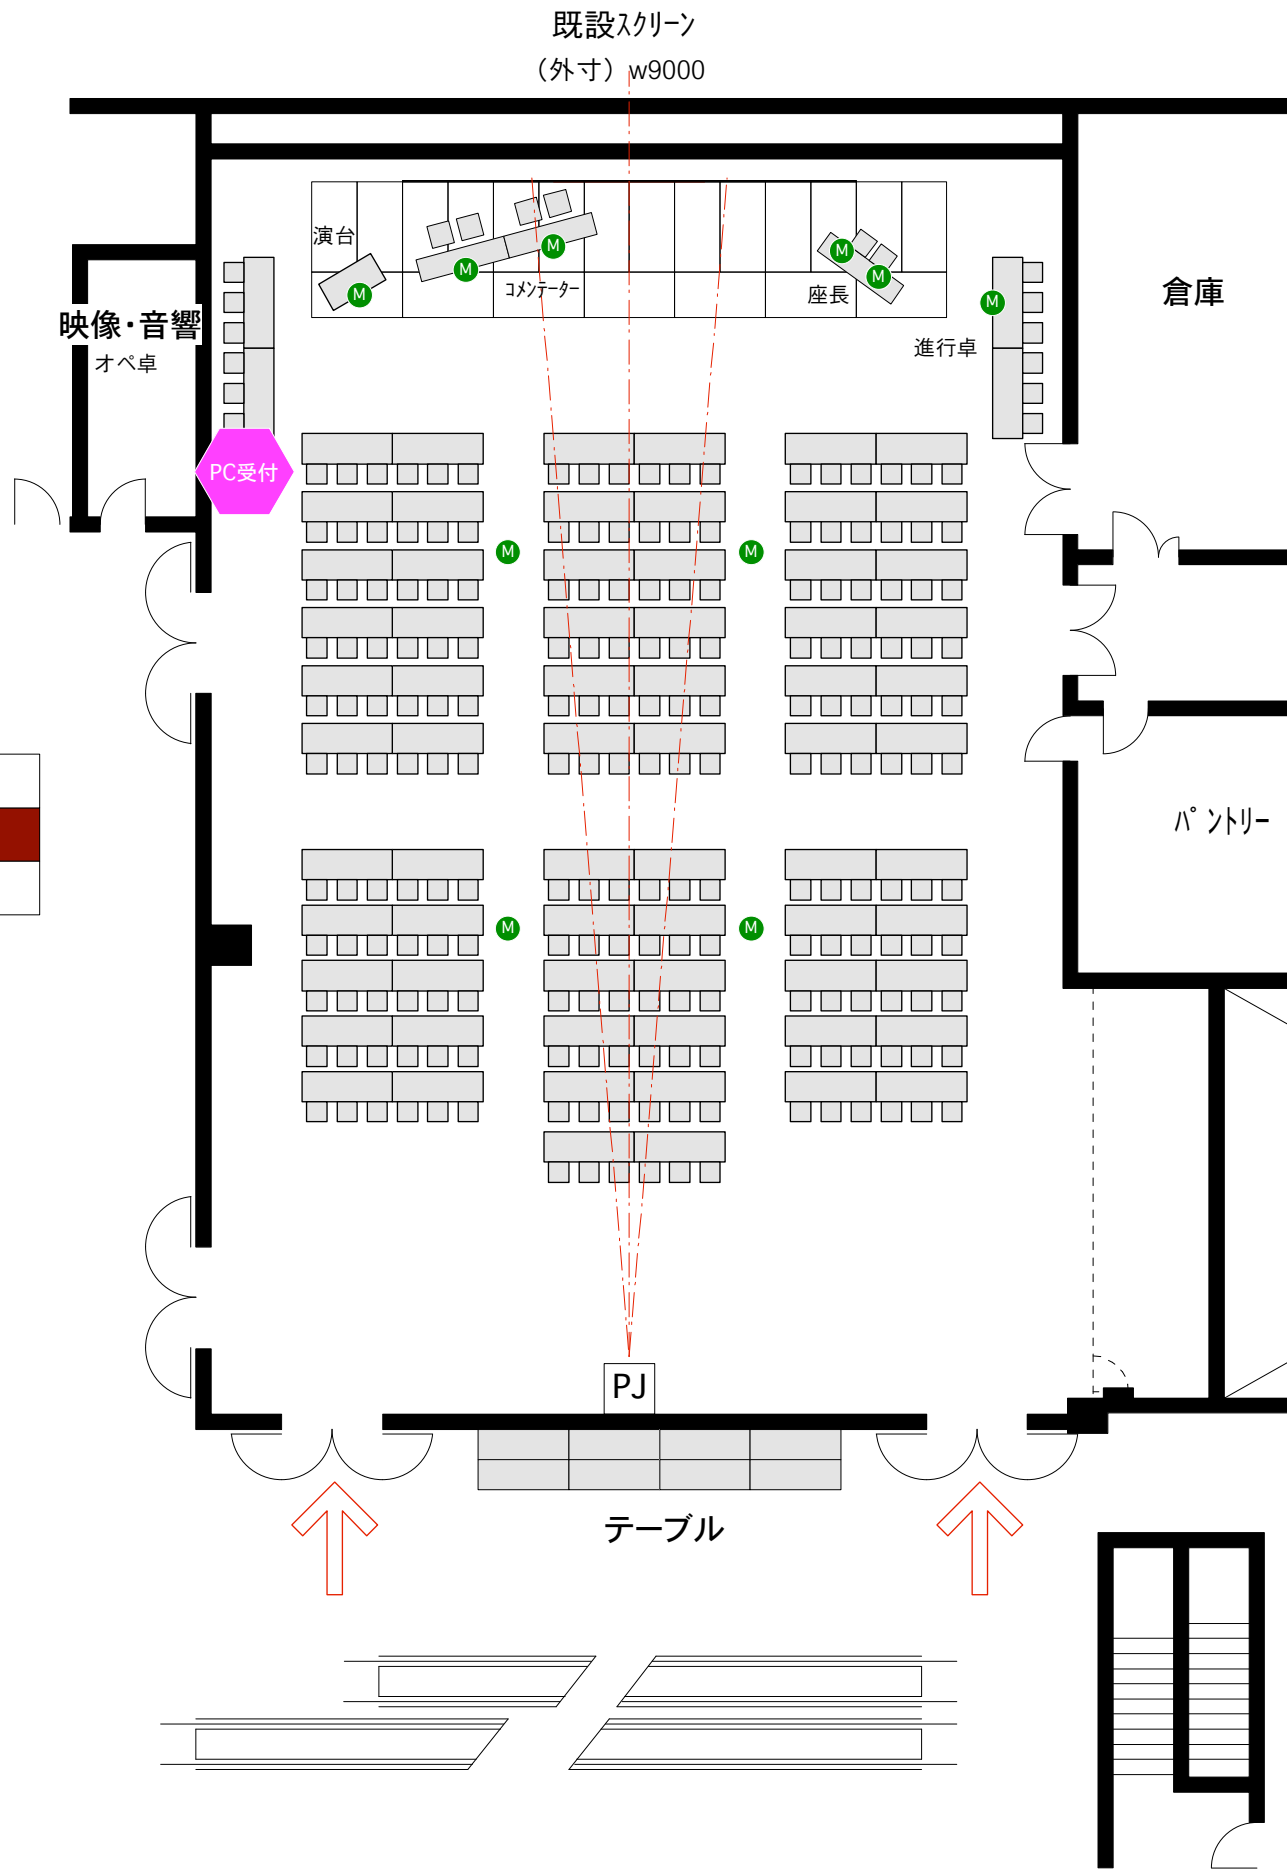 既設スクリーン
（外寸）w9000
演台
M
M
M
コメンテーター
M
M
座長
M
進行卓
倉庫
映像・音響
オペ卓
PC受付
M
M
パントリー
M
M
PJ
テーブル